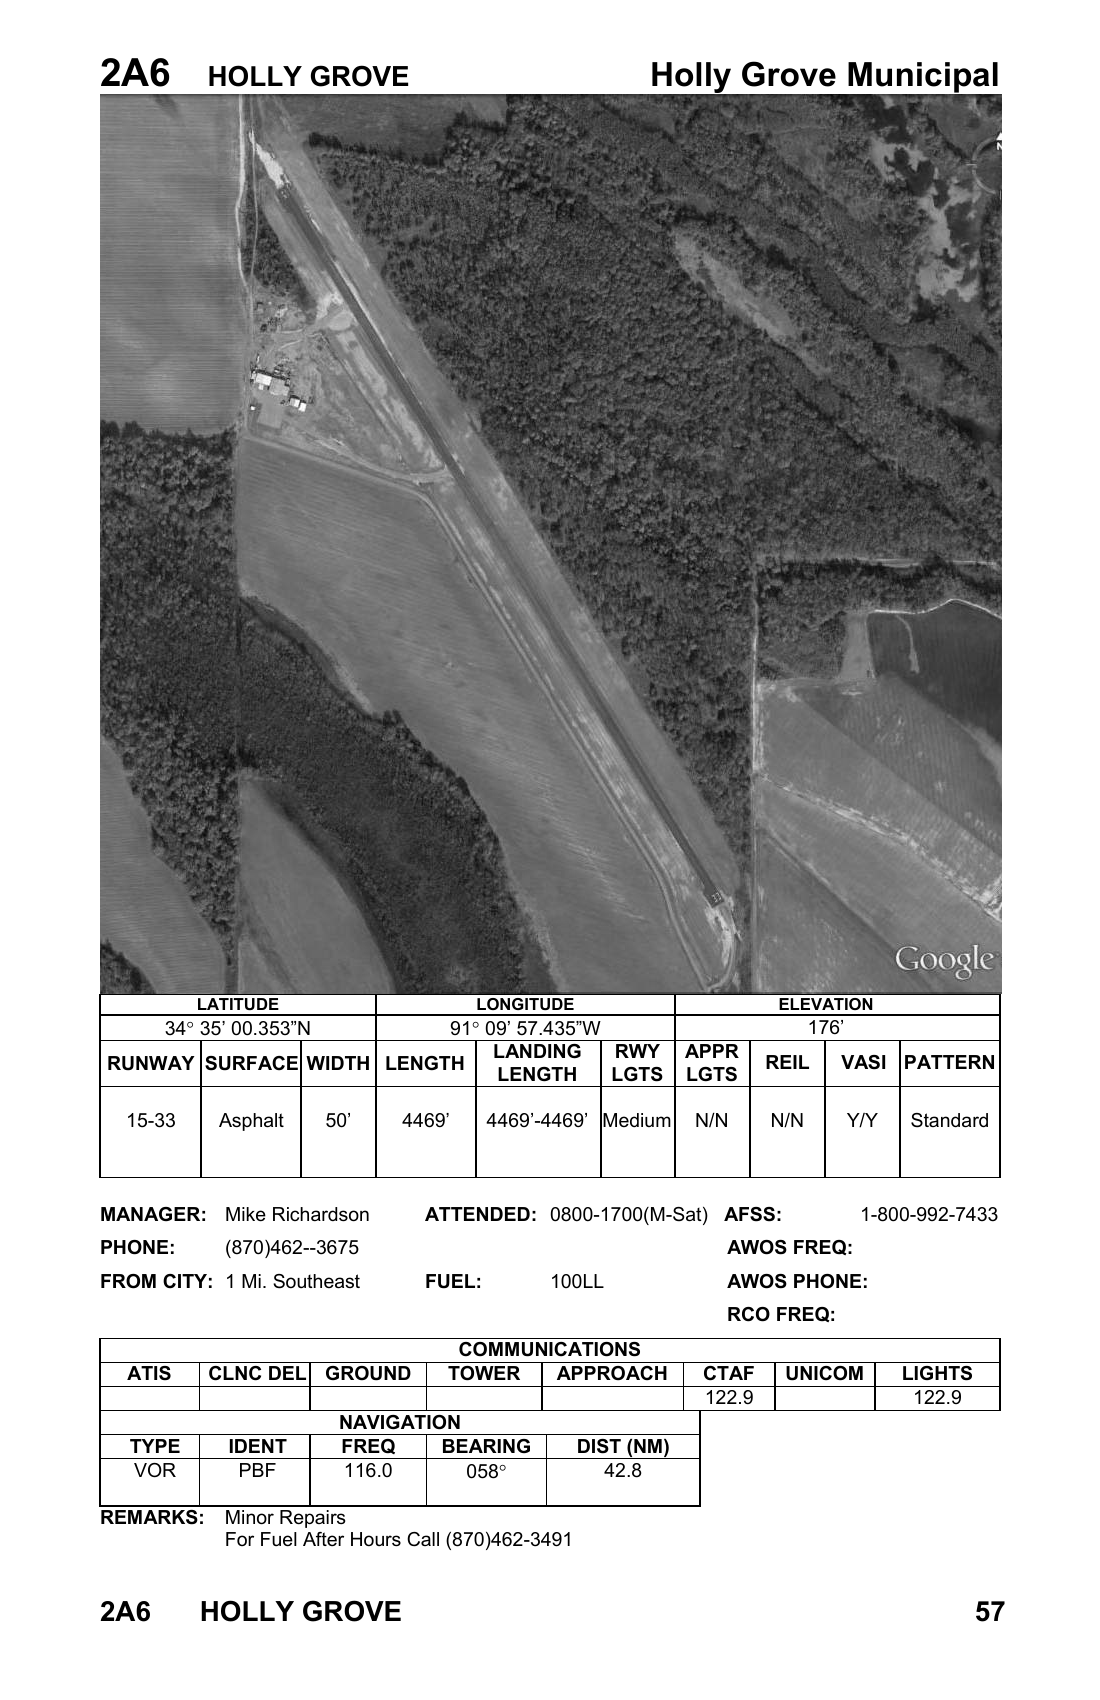 2A6 HOLLY GROVE Holly Grove Municipal
N
Google
LATITUDE LONGITUDE ELEVATION
34° 35’ 00.353”N 91° 09’ 57.435”W 176’
RUNWAY SURFACE WIDTH LENGTH LANDING LENGTH RWY LGTS APPR LGTS REIL VASI PATTERN
15-33 Asphalt 50’ 4469’ 4469’-4469’ Medium N/N N/N Y/Y Standard
MANAGER: Mike Richardson ATTENDED: 0800-1700(M-Sat) AFSS: 1-800-992-7433
PHONE: (870)462--3675 AWOS FREQ:
FROM CITY: 1 Mi. Southeast FUEL: 100LL AWOS PHONE:
RCO FREQ:
COMMUNICATIONS
ATIS CLNC DEL GROUND TOWER APPROACH CTAF UNICOM LIGHTS
122.9 122.9
NAVIGATION
TYPE IDENT FREQ BEARING DIST (NM)
VOR PBF 116.0 058° 42.8
REMARKS: Minor Repairs
For Fuel After Hours Call (870)462-3491
2A6 HOLLY GROVE 57